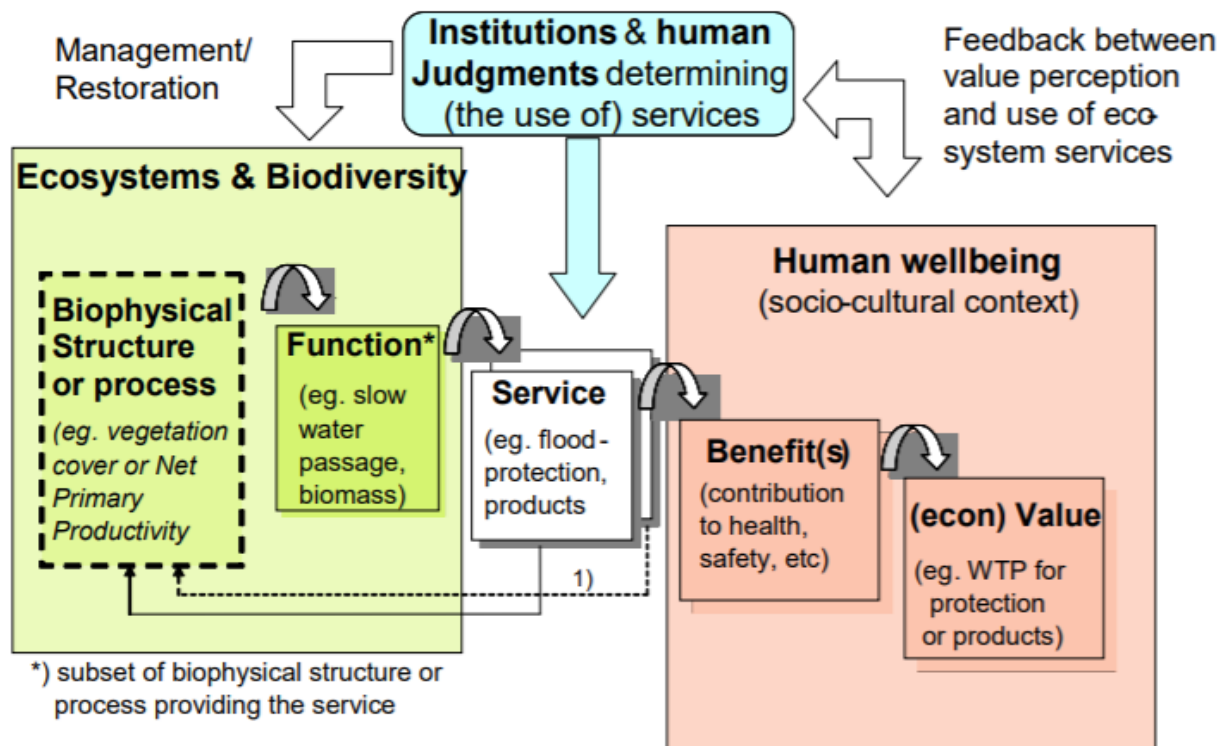 Management/
Restoration
Institutions & human
Judgments determining
(the use of) services
Feedback between
value perception
and use of eco-
system services
Ecosystems & Biodiversity
Biophysical
Structure
or process
(eg. vegetation
cover or Net
Primary
Productivity
Function*
(eg. slow
water
passage,
biomass)
Service
(eg. flood-
protection,
products
Human wellbeing
(socio-cultural context)
Benefit(s)
(contribution
to health,
safety, etc)
(econ) Value
(eg. WTP for
protection
or products)
1)
*) subset of biophysical structure or
process providing the service